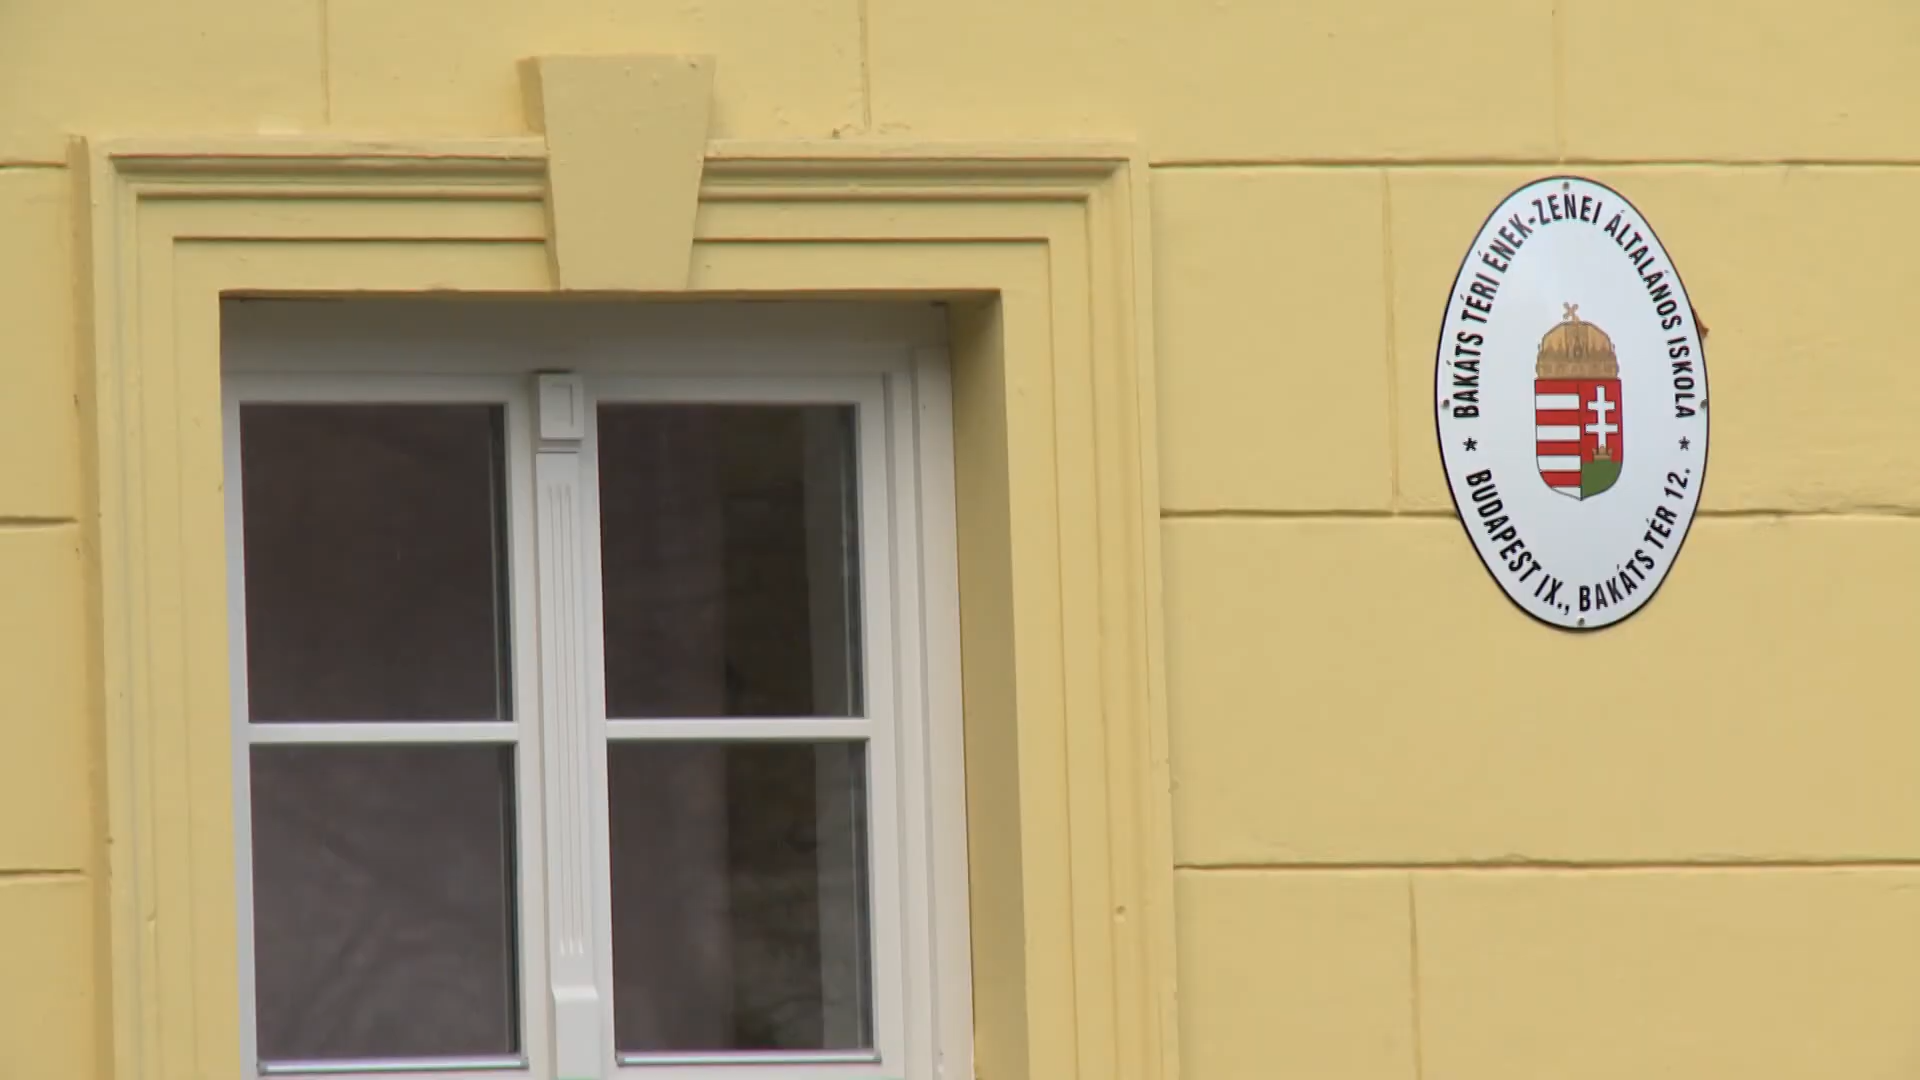 BAKÁTS TÉRI ÉNEK-ZENEI ÁLTALÁNOS ISKOLA
* BUDAPEST IX., BAKÁTS TÉR 12. *